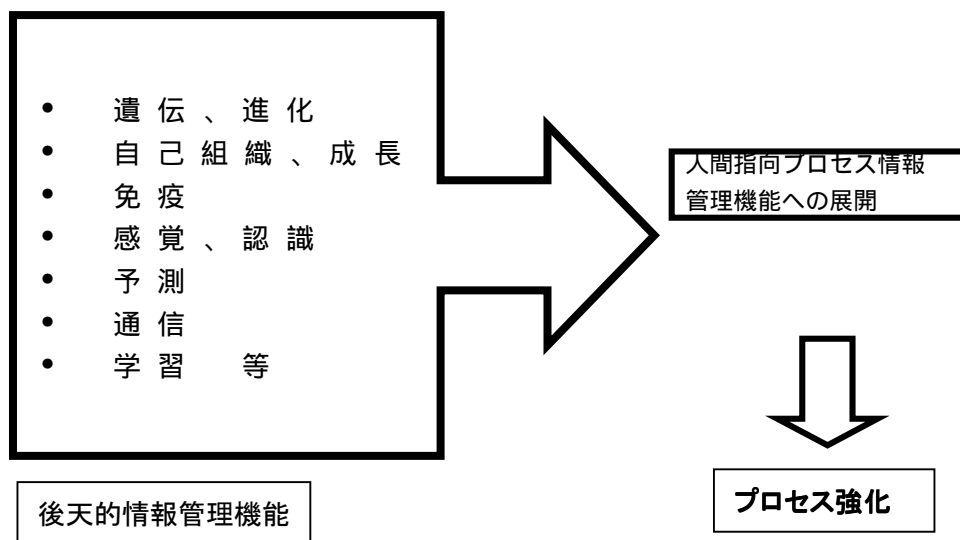 • 遺伝、進化
• 自己組織、成長
• 免疫
• 感覚、認識
• 予測
• 通信
• 学習 等
人間指向プロセス情報
管理機能への展開
後天的情報管理機能
プロセス強化